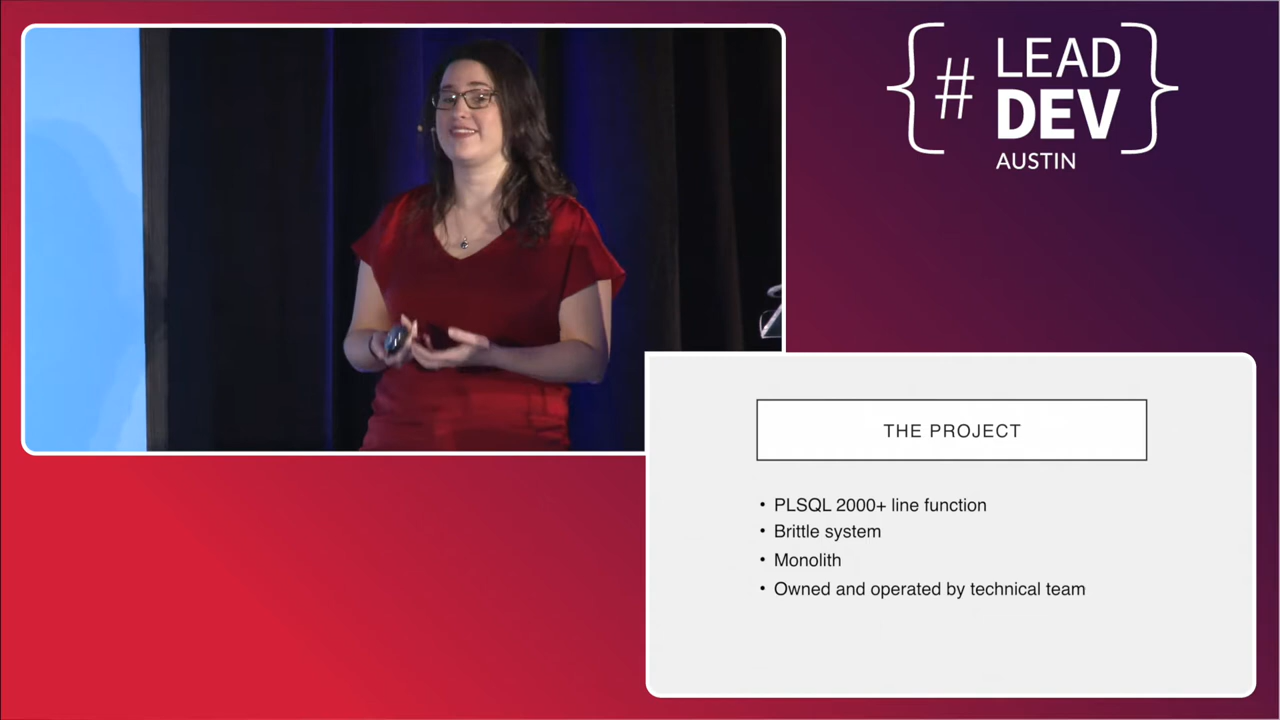 {# LEAD
DEV}
AUSTIN
THE PROJECT
• PLSQL 2000+ line function
• Brittle system
• Monolith
• Owned and operated by technical team